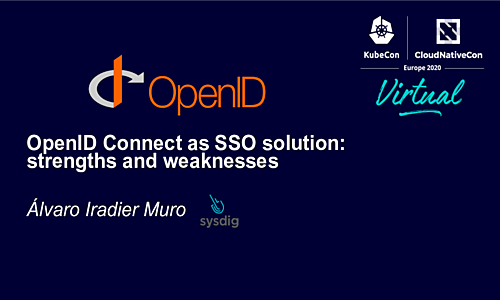 KubeCon
CloudNativeCon
Europe 2020
Virtual
OpenID
OpenID Connect as SSO solution:
strengths and weaknesses
Álvaro Iradier Muro
sysdig